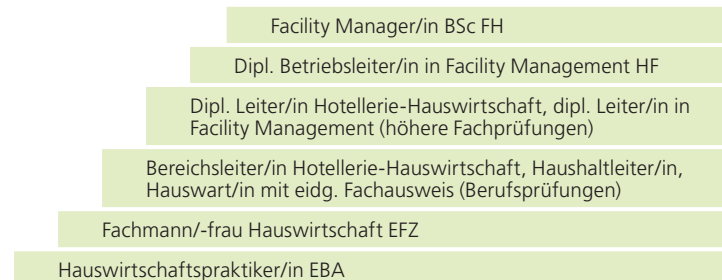 Facility Manager/in BSc FH
Dipl. Betriebsleiter/in in Facility Management HF
Dipl. Leiter/in Hotellerie-Hauswirtschaft, dipl. Leiter/in in
Facility Management (höhere Fachprüfungen)
Bereichsleiter/in Hotellerie-Hauswirtschaft, Haushaltleiter/in,
Hauswart/in mit eidg. Fachausweis (Berufsprüfungen)
Fachmann/-frau Hauswirtschaft EFZ
Hauswirtschaftspraktiker/in EBA